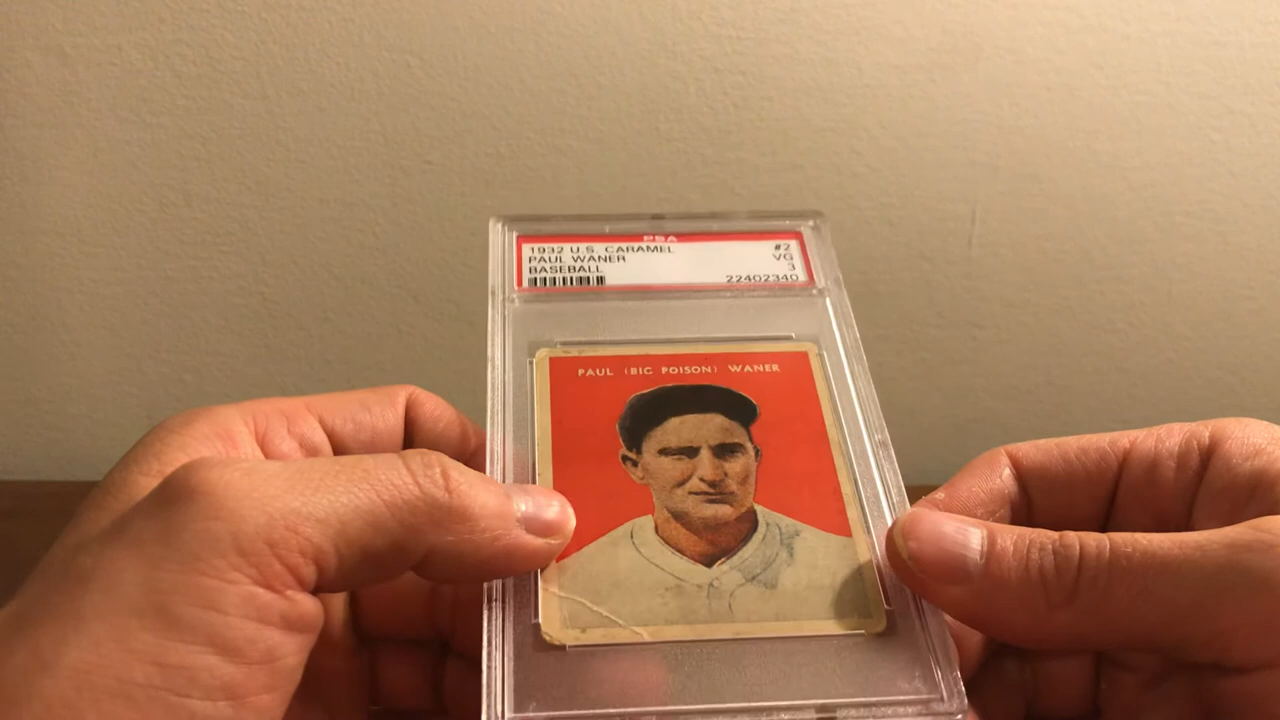 PSA
1932 U.S. CARAMEL #2
PAUL WANER VG
BASEBALL 3
22402340
PAUL (BIG POISON) WANER